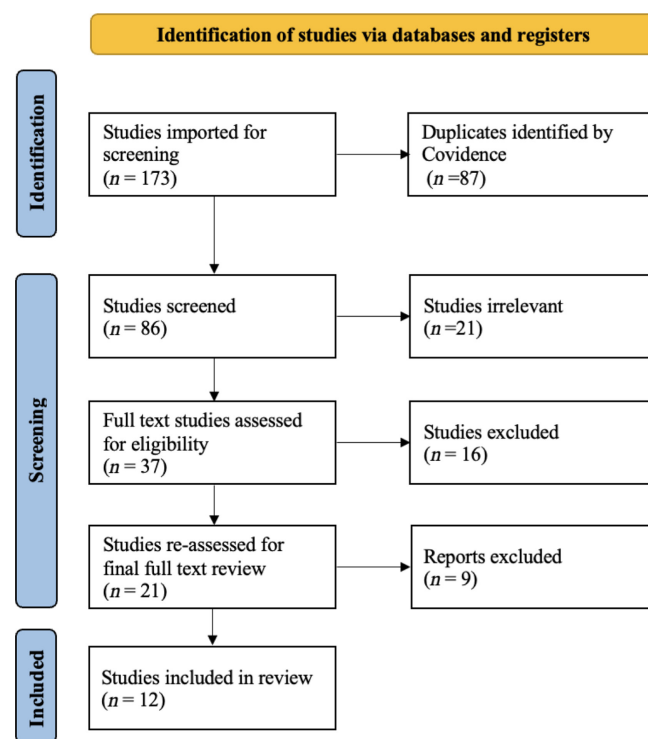 Identification of studies via databases and registers
Identification
Studies imported for
screening
(n = 173)
Duplicates identified by
Covidence
(n =87)
Screening
Studies screened
(n = 86)
Studies irrelevant
(n =21)
Full text studies assessed
for eligibility
(n = 37)
Studies excluded
(n = 16)
Studies re-assessed for
final full text review
(n = 21)
Reports excluded
(n = 9)
Included
Studies included in review
(n = 12)